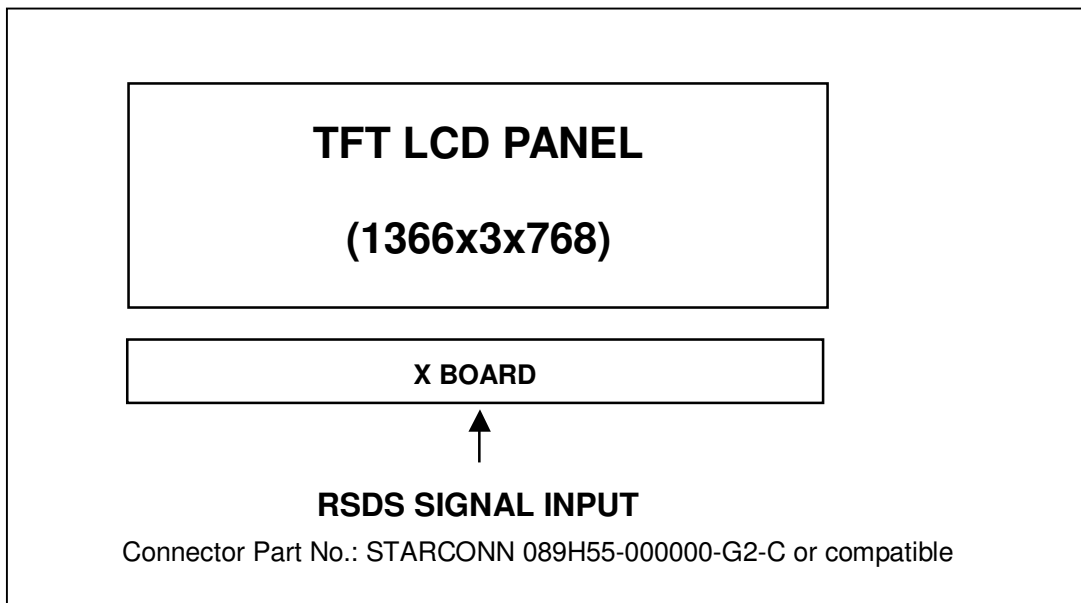 TFT LCD PANEL
(1366x3x768)
X BOARD
RSDS SIGNAL INPUT
Connector Part No.: STARCONN 089H55-000000-G2-C or compatible